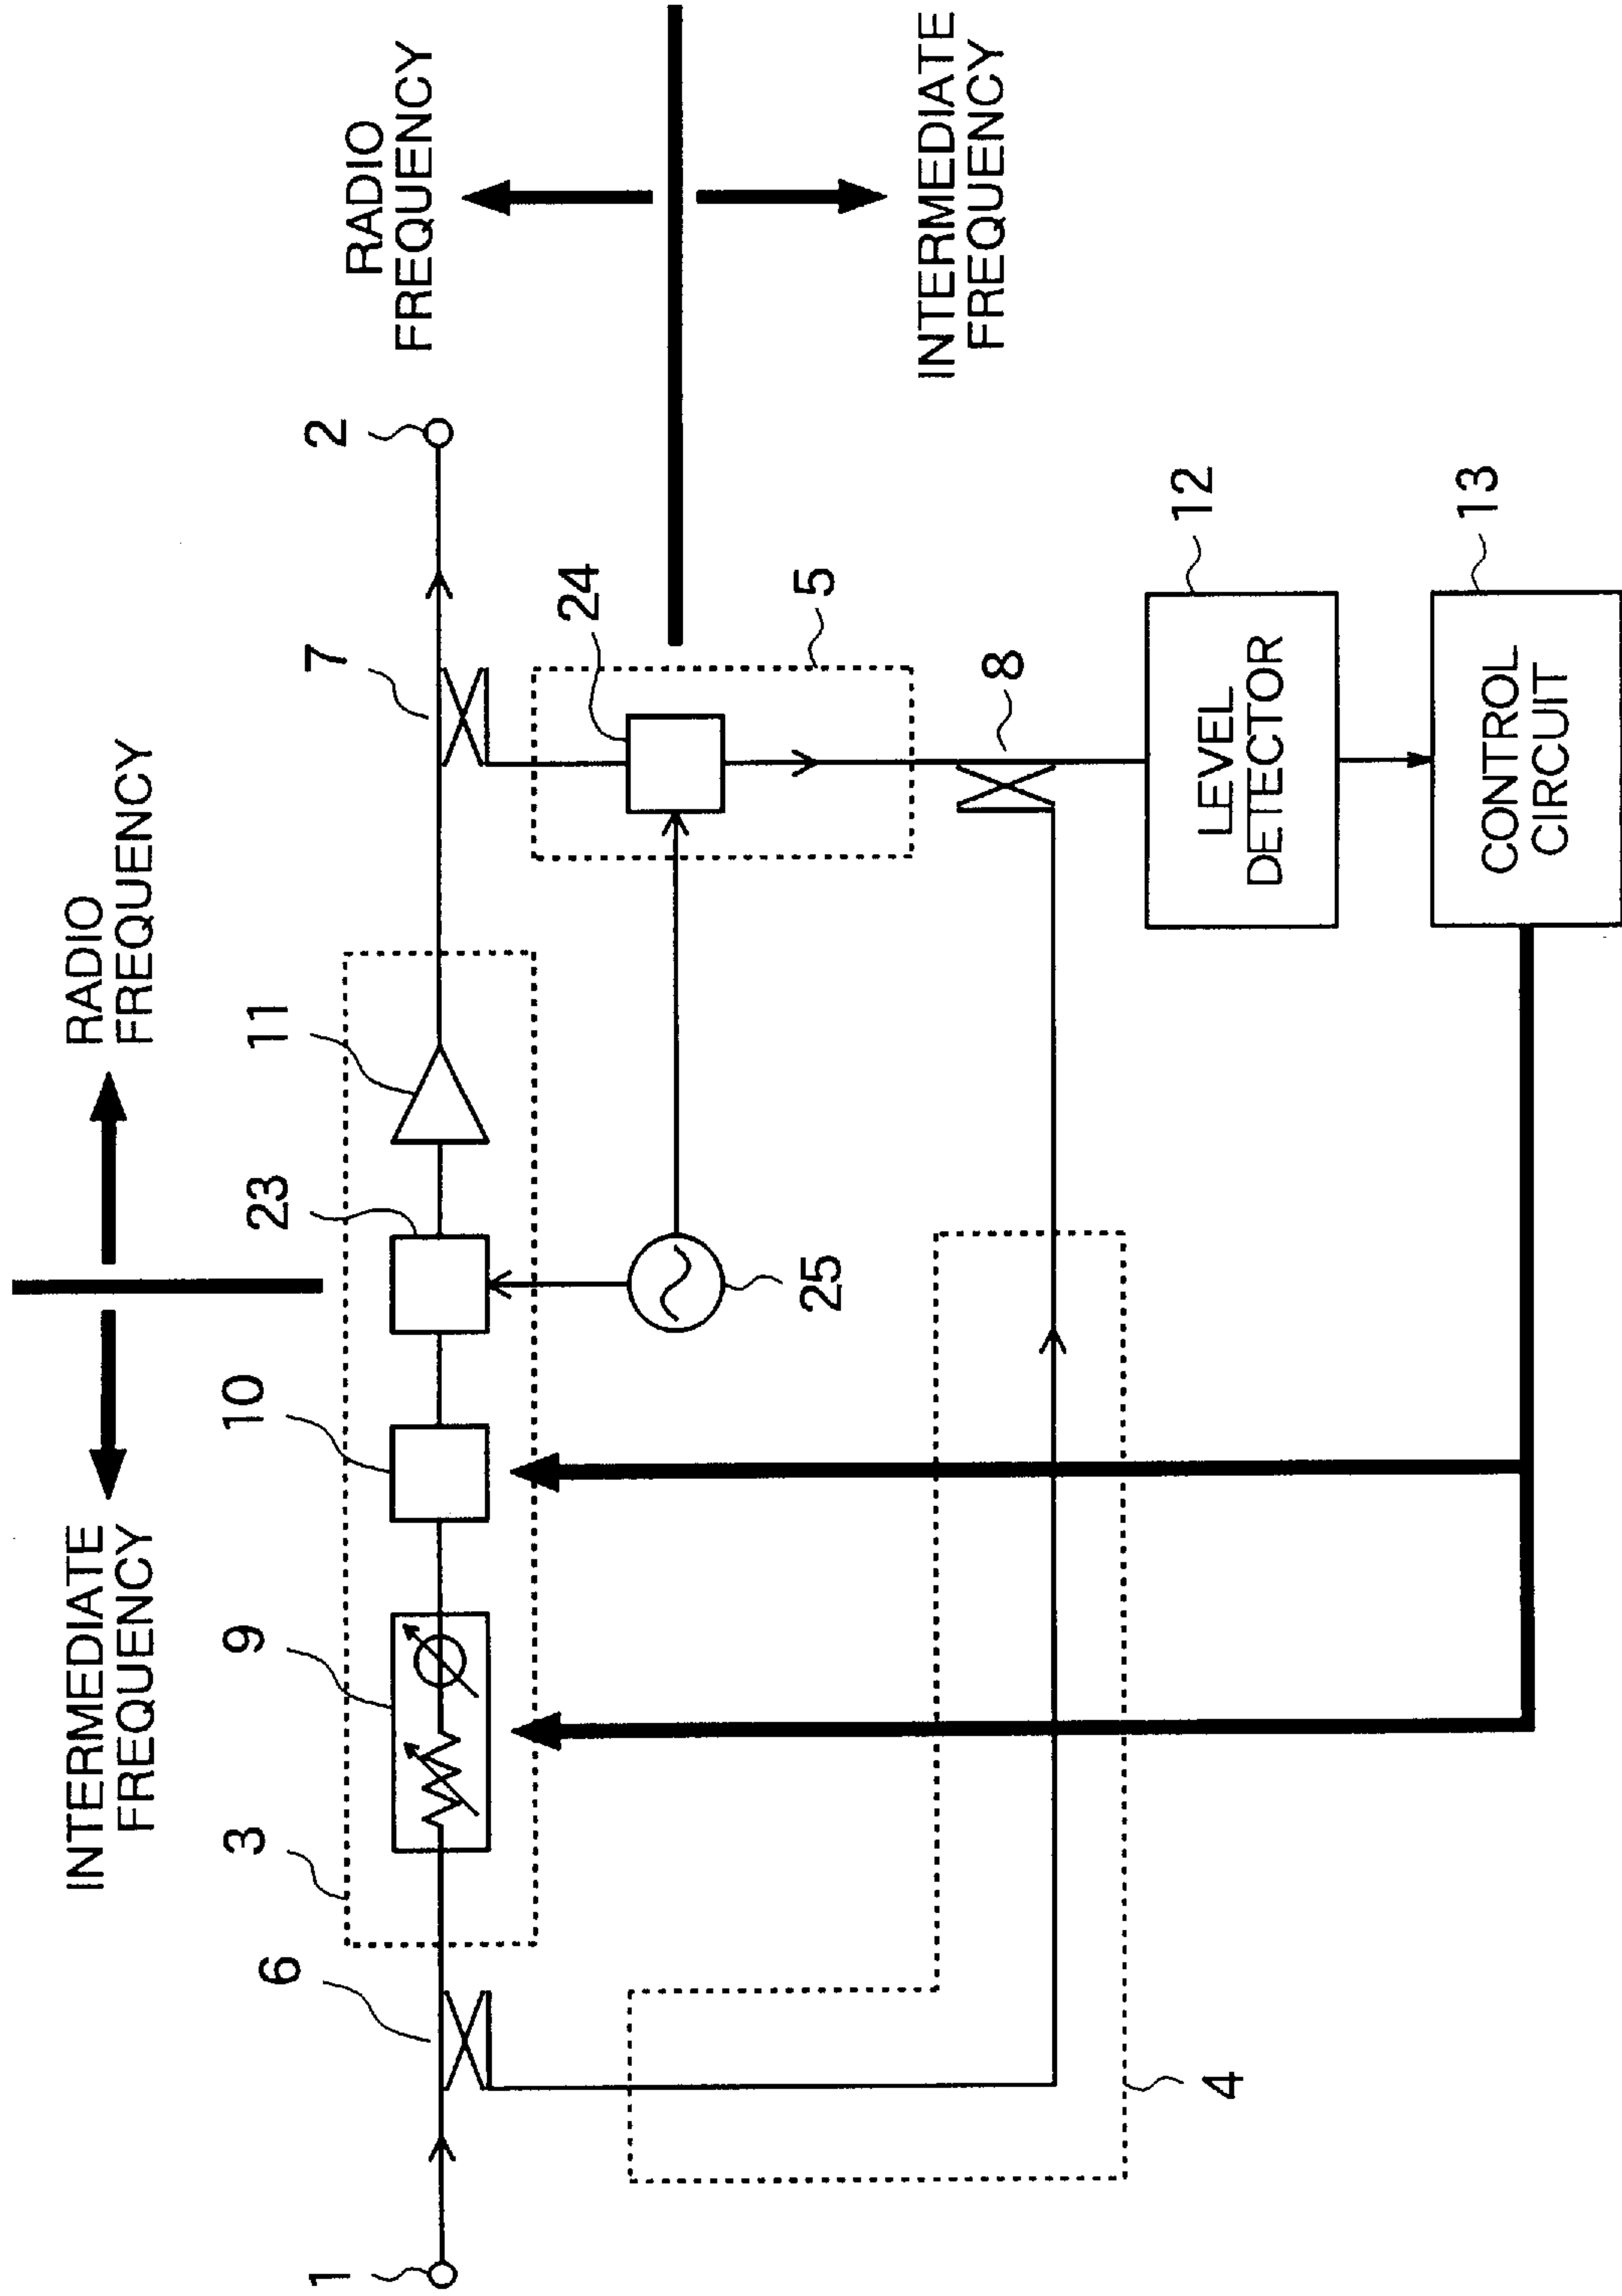 INTERMEDIATE
FREQUENCY
RADIO
FREQUENCY
RADIO
FREQUENCY
INTERMEDIATE
FREQUENCY
1
6
3
9
10
23
11
7
2
25
24
5
8
4
LEVEL
DETECTOR
12
CONTROL
CIRCUIT
13